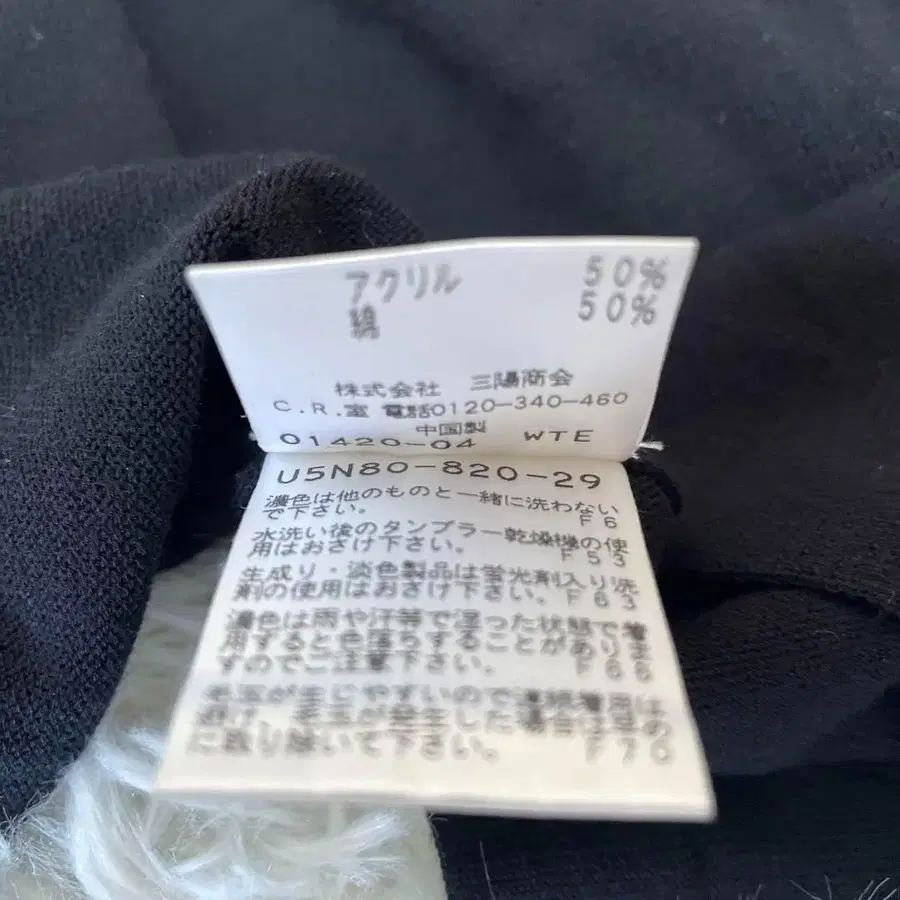 アクリル 50%
綿 50%
株式会社 三陽商会
C.R.室 電話0120-340-460
中国製
01420-04 WTE
U5N80-820-29
濃色は他のものと一緒に洗わない
で下さい。 F6
水洗い後のタンブラー乾燥機の使
用はおさけ下さい。 F53
生成り・淡色製品は蛍光剤入り洗
剤の使用はおさけ下さい。F63
濃色は雨や汗等で湿った状態で着
用すると色落ちすることがありま
すのでご注意下さい。 F66
毛玉が生じやすいので連続着用は
避け、毛玉が発生した場合は早め
に取り除いて下さい。 F70